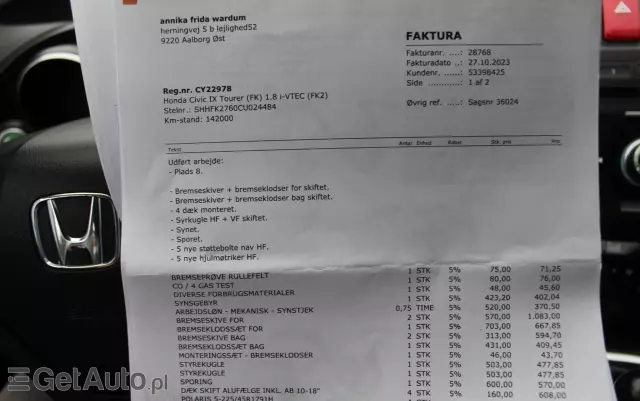 annika frida wardum
herningvej 5 b lejlighed52
9220 Aalborg Øst
FAKTURA
Fakturanr. ....: 28768
Fakturadato ..: 27.10.2023
Kundenr. .....: 53398425
Side ......: 1 af 2
Øvrig ref. ....: Sagsnr 36024
Reg.nr. CY22978
Honda Civic IX Tourer (FK) 1.8 i-VTEC (FK2)
Stelnr.: SHHFK2760CU024484
Km-stand: 142000
Tekst Antal Enhed Rabat Stk. pris Pris
Udført arbejde:
- Plads 8.
- Bremseskiver + bremseklodser for skiftet.
- Bremseskiver + bremseklodser bag skiftet.
- 4 dæk monteret.
- Syrkugle HF + VF skiftet.
- Synet.
- Sporet.
- 5 nye støttebolte nav HF.
- 5 nye hjulmøtriker HF.
BREMSEPRØVE RULLEFELT 1 STK 5% 75,00 71,25
CO / 4 GAS TEST 1 STK 5% 80,00 76,00
DIVERSE FORBRUGSMATERIALER 1 STK 5% 48,00 45,60
SYNSGEBYR 1 STK 5% 423,20 402,04
ARBEJDSLØN - MEKANISK - SYNSTJEK 0,75 TIME 5% 520,00 370,50
BREMSESKIVE FOR 2 STK 5% 570,00 1.083,00
BREMSEKLODSSÆT FOR 1 STK 5% 703,00 667,85
BREMSESKIVE BAG 2 STK 5% 313,00 594,70
BREMSEKLODSSÆT BAG 1 STK 5% 431,00 409,45
MONTERINGSSÆT - BREMSEKLODSER 1 STK 5% 46,00 43,70
STYREKUGLE 1 STK 5% 503,00 477,85
STYREKUGLE 1 STK 5% 503,00 477,85
SPORING 1 STK 5% 600,00 570,00
DÆK SKIFT ALUFÆLGE INKL. AB 10-18" 4 STK 5% 160,00 608,00
POLARIS 5-225/45R1791H
otomoto.pl